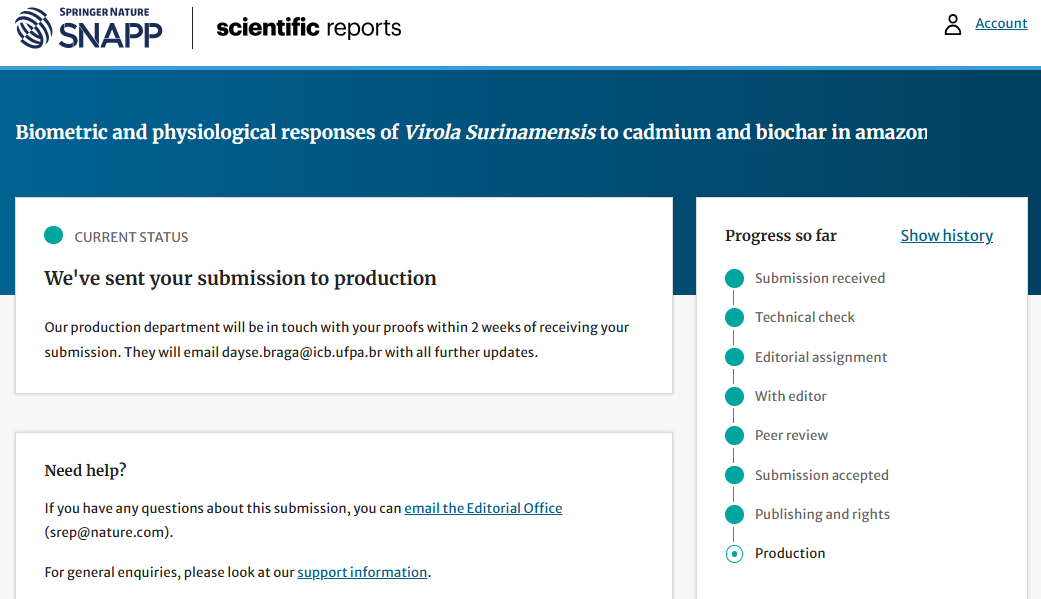 SPRINGER NATURE
SNAPP
scientific reports
Account
Biometric and physiological responses of Virola Surinamensis to cadmium and biochar in amazon
CURRENT STATUS
We've sent your submission to production
Our production department will be in touch with your proofs within 2 weeks of receiving your
submission. They will email dayse.braga@icb.ufpa.br with all further updates.
Need help?
If you have any questions about this submission, you can email the Editorial Office
(srep@nature.com).
For general enquiries, please look at our support information.
Progress so far
Show history
Submission received
Technical check
Editorial assignment
With editor
Peer review
Submission accepted
Publishing and rights
Production